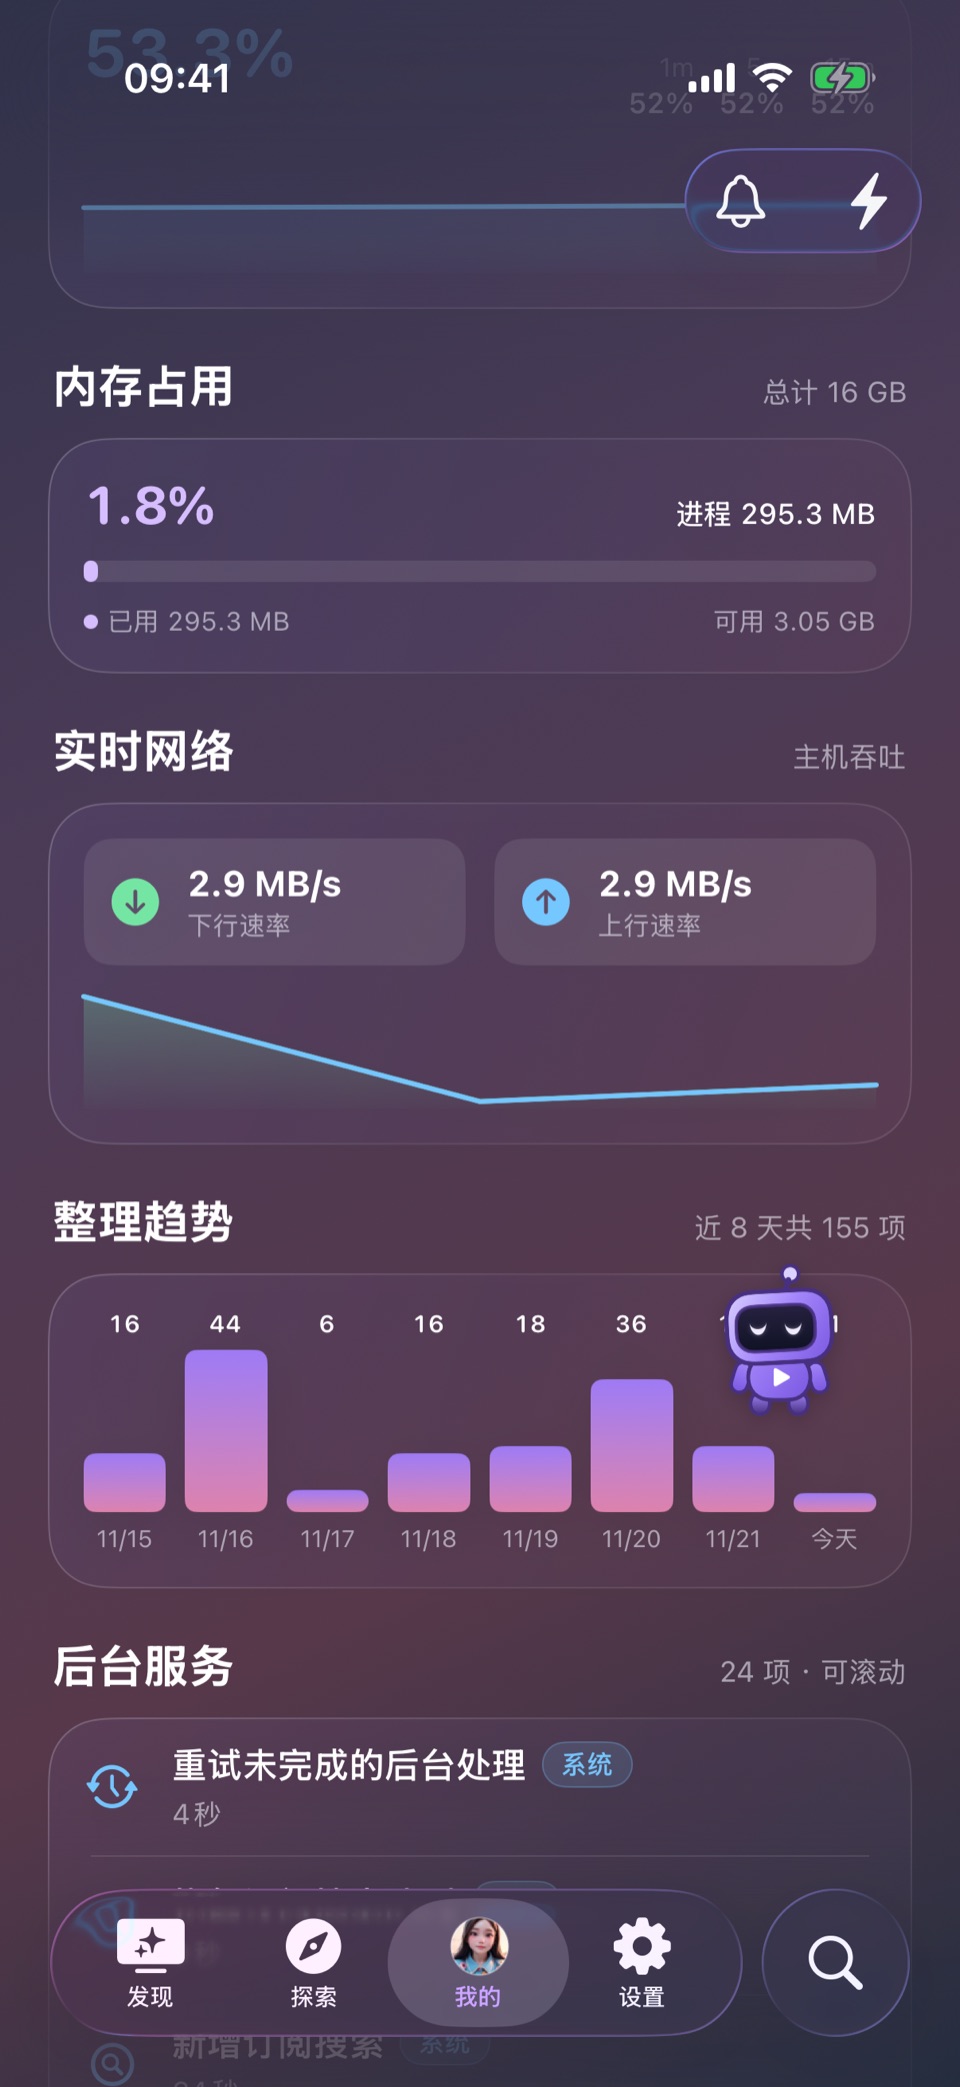 53.3%
09:41
1m
52% 52% 52%
内存占用
总计 16 GB
1.8%
进程 295.3 MB
已用 295.3 MB
可用 3.05 GB
实时网络
主机吞吐
2.9 MB/s
下行速率
2.9 MB/s
上行速率
整理趋势
近 8 天共 155 项
16 44 6 16 18 36
11/15 11/16 11/17 11/18 11/19 11/20 11/21 今天
后台服务
24 项 · 可滚动
重试未完成的后台处理 系统
4秒
发现 探索 我的 设置
新增订阅搜索 系统